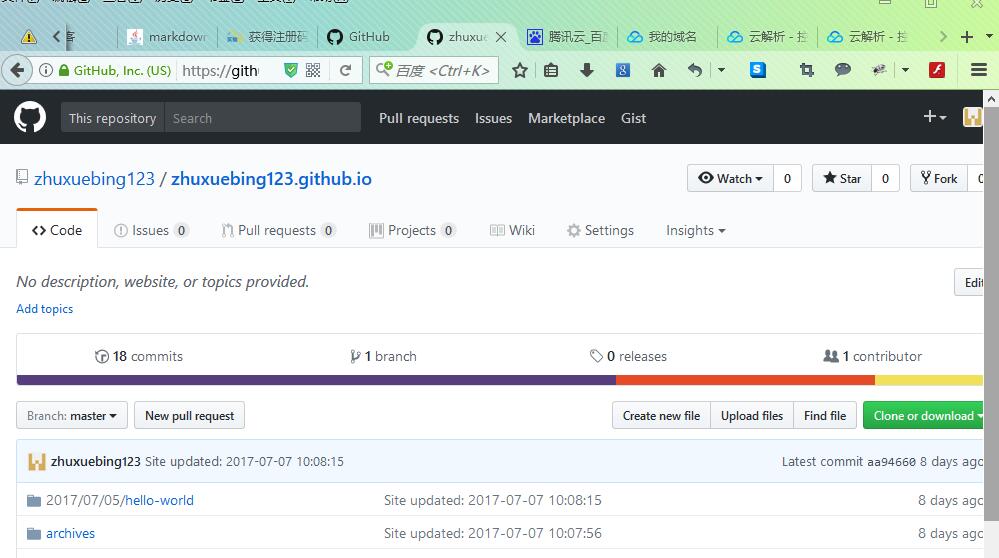 客 markdown 获得注册码 GitHub zhuxue 腾讯云_百度 我的域名 云解析 - 控 云解析 - 控
GitHub, Inc. (US) https://gith 百度 <Ctrl+K>
This repository Search Pull requests Issues Marketplace Gist
zhuxuebing123 / zhuxuebing123.github.io Watch 0 Star 0 Fork 0
Code Issues 0 Pull requests 0 Projects 0 Wiki Settings Insights
No description, website, or topics provided. Edit
Add topics
18 commits 1 branch 0 releases 1 contributor
Branch: master New pull request Create new file Upload files Find file Clone or download
zhuxuebing123 Site updated: 2017-07-07 10:08:15 Latest commit aa94660 8 days ago
2017/07/05/hello-world Site updated: 2017-07-07 10:08:15 8 days ago
archives Site updated: 2017-07-07 10:07:56 8 days ago